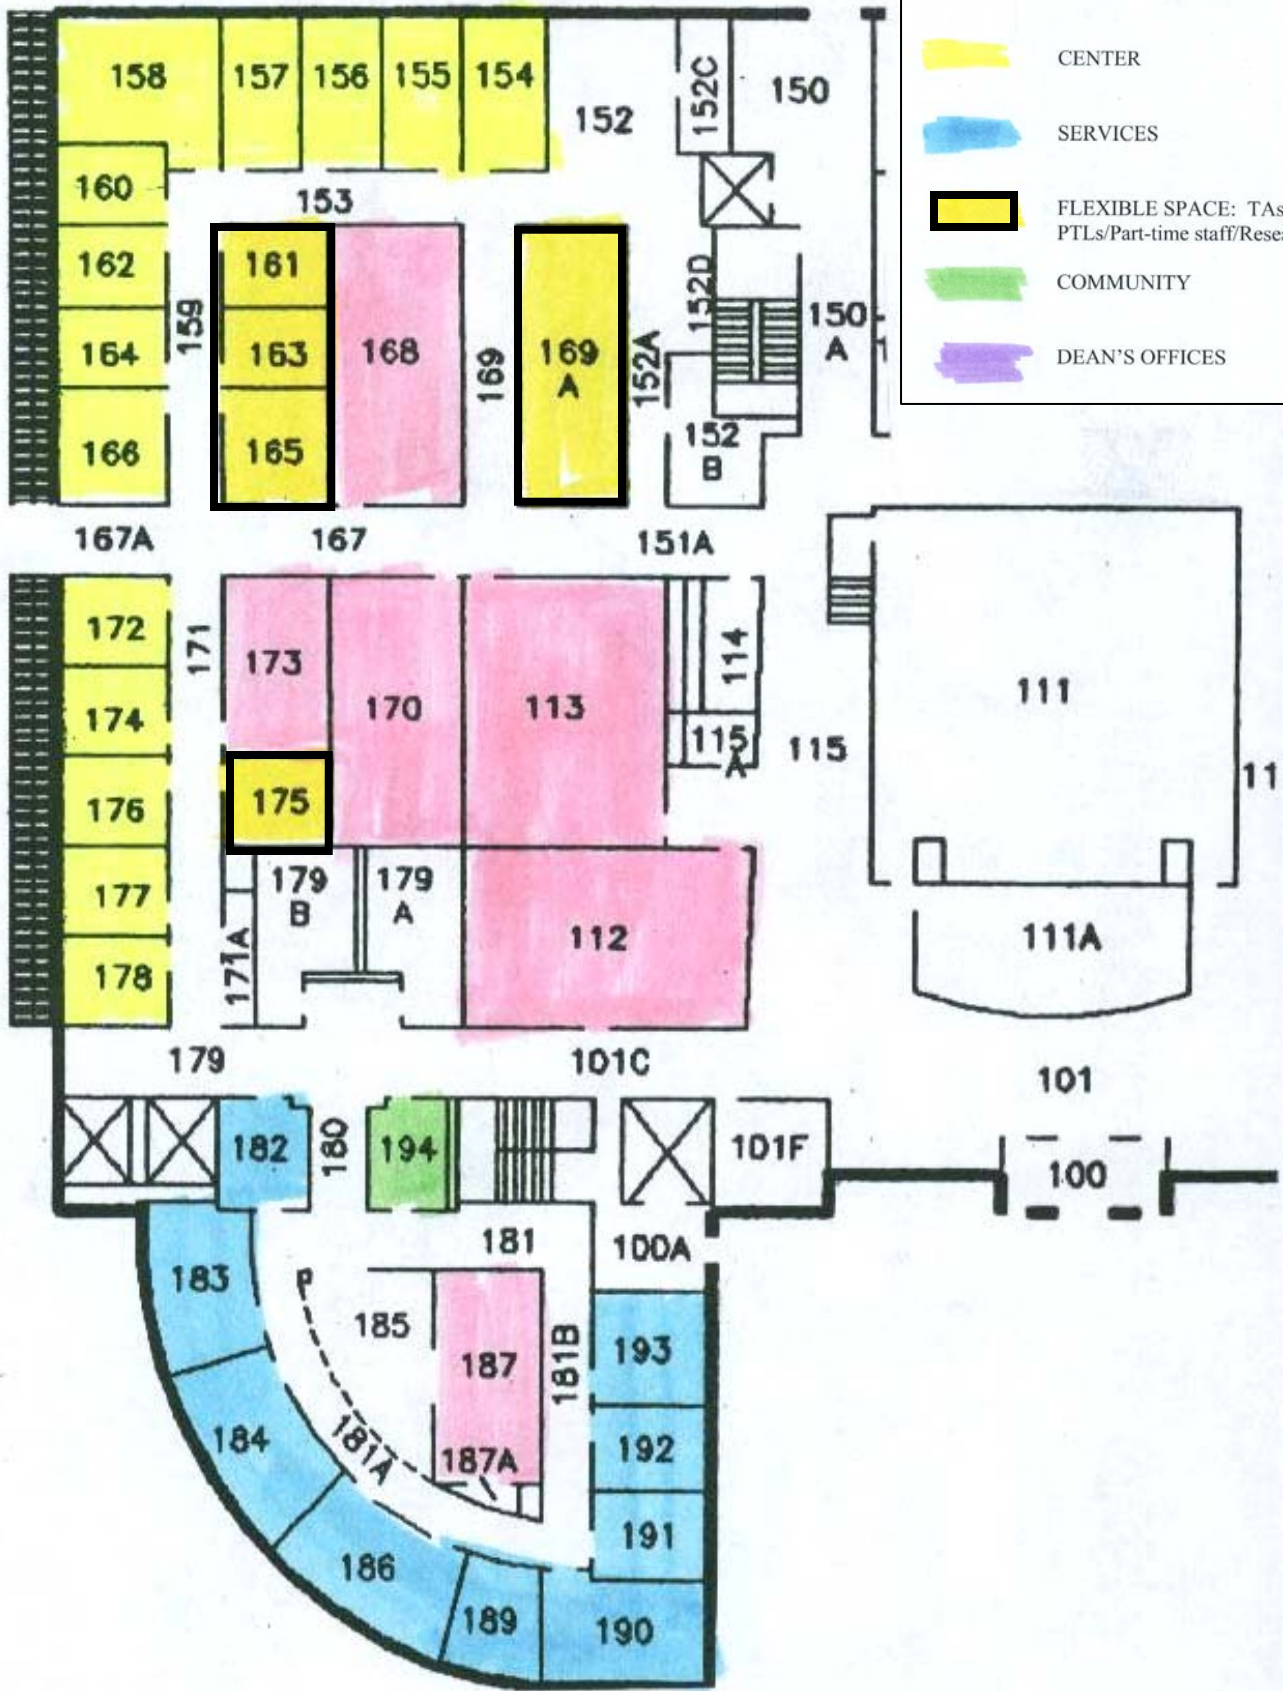 158 157 156 155 154 152 152C 150
CENTER
SERVICES
160
153
FLEXIBLE SPACE: TAs
PTLs/Part-time staff/Rese
162 161 152D
COMMUNITY
159 150
A
164 163 168 169 169
A 152A
DEAN'S OFFICES
166 165 152
B
167A 167 151A
172 171 173 114
174 170 113 115
A 115 111
176 175 11
177 179
B 179
A
178 171A 112 111A
179 101C 101
182 180 194 101F 100
181 100A
183
P
185 181B 193
187
184 181A 187A 192
191
186
189 190